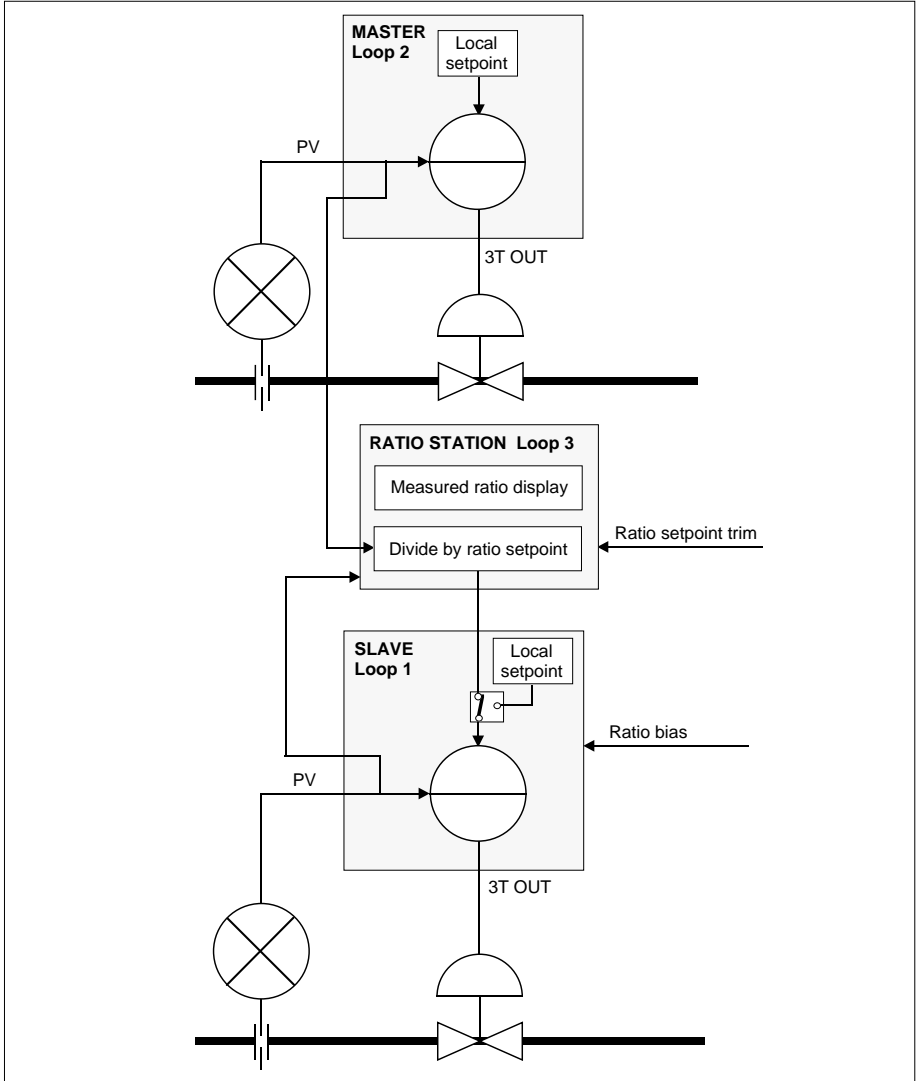 MASTER
Loop 2
Local
setpoint
PV
3T OUT
RATIO STATION Loop 3
Measured ratio display
Divide by ratio setpoint
Ratio setpoint trim
SLAVE
Loop 1
Local
setpoint
Ratio bias
PV
3T OUT